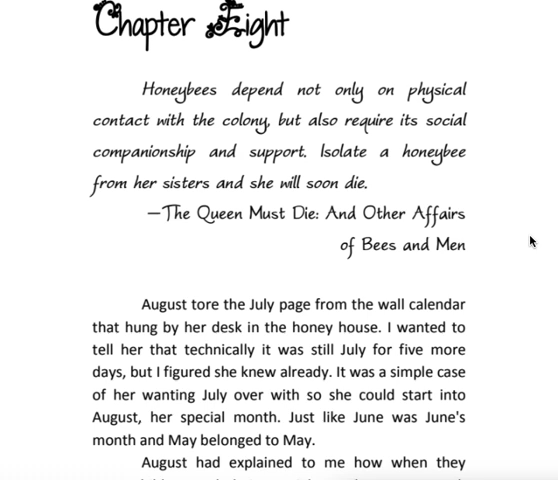 Chapter Eight
Honeybees depend not only on physical
contact with the colony, but also require its social
companionship and support. Isolate a honeybee
from her sisters and she will soon die.
—The Queen Must Die: And Other Affairs
of Bees and Men
August tore the July page from the wall calendar
that hung by her desk in the honey house. I wanted to
tell her that technically it was still July for five more
days, but I figured she knew already. It was a simple case
of her wanting July over with so she could start into
August, her special month. Just like June was June's
month and May belonged to May.
August had explained to me how when they